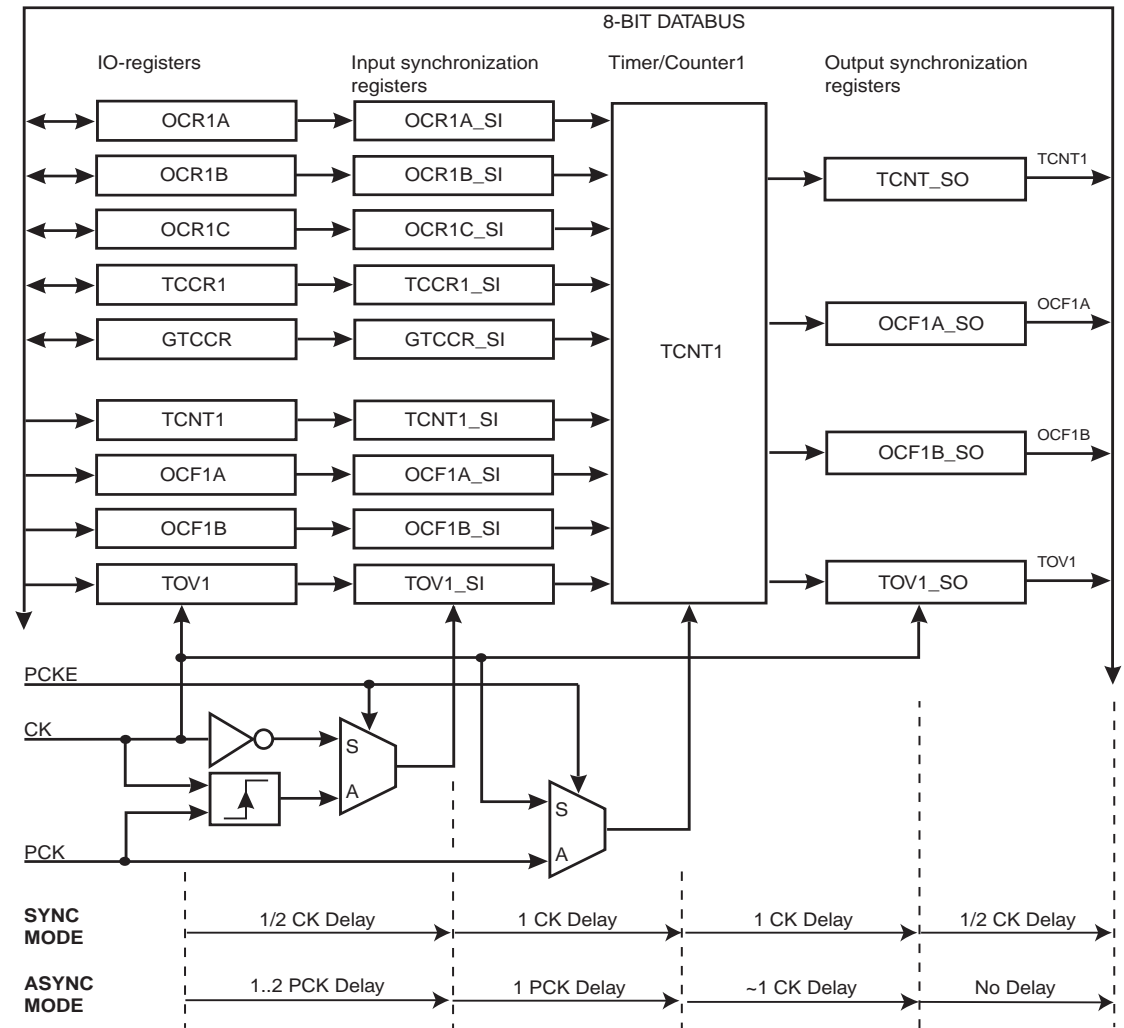 8-BIT DATABUS
IO-registers
Input synchronization
registers
Timer/Counter1
Output synchronization
registers
OCR1A
OCR1A_SI
OCR1B
OCR1B_SI
TCNT_SO
TCNT1
OCR1C
OCR1C_SI
TCCR1
TCCR1_SI
OCF1A_SO
OCF1A
GTCCR
GTCCR_SI
TCNT1
TCNT1
TCNT1_SI
OCF1B_SO
OCF1B
OCF1A
OCF1A_SI
OCF1B
OCF1B_SI
TOV1
TOV1_SI
TOV1_SO
TOV1
PCKE
CK
S
A
S
A
PCK
SYNC
MODE
1/2 CK Delay
1 CK Delay
1 CK Delay
1/2 CK Delay
ASYNC
MODE
1..2 PCK Delay
1 PCK Delay
~1 CK Delay
No Delay